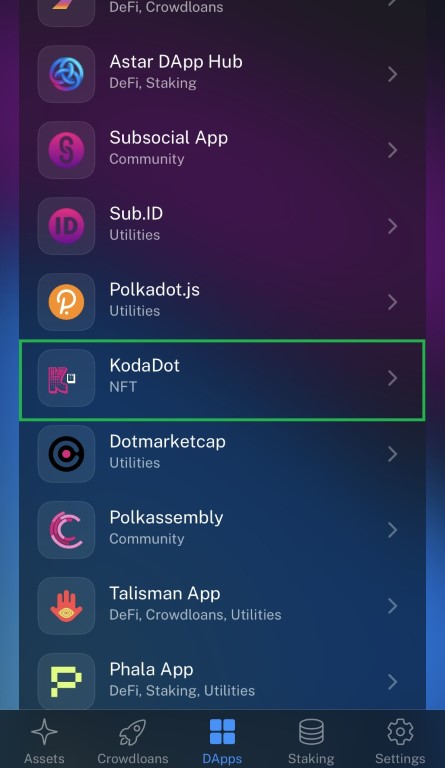 DeFi, Crowdloans
Astar DApp Hub
DeFi, Staking
Subsocial App
Community
Sub.ID
ID
Utilities
Polkadot.js
Utilities
KodaDot
NFT
Dotmarketcap
Utilities
Polkassembly
Community
Talisman App
DeFi, Crowdloans, Utilities
Phala App
DeFi, Staking, Utilities
Assets
Crowdloans
DApps
Staking
Settings